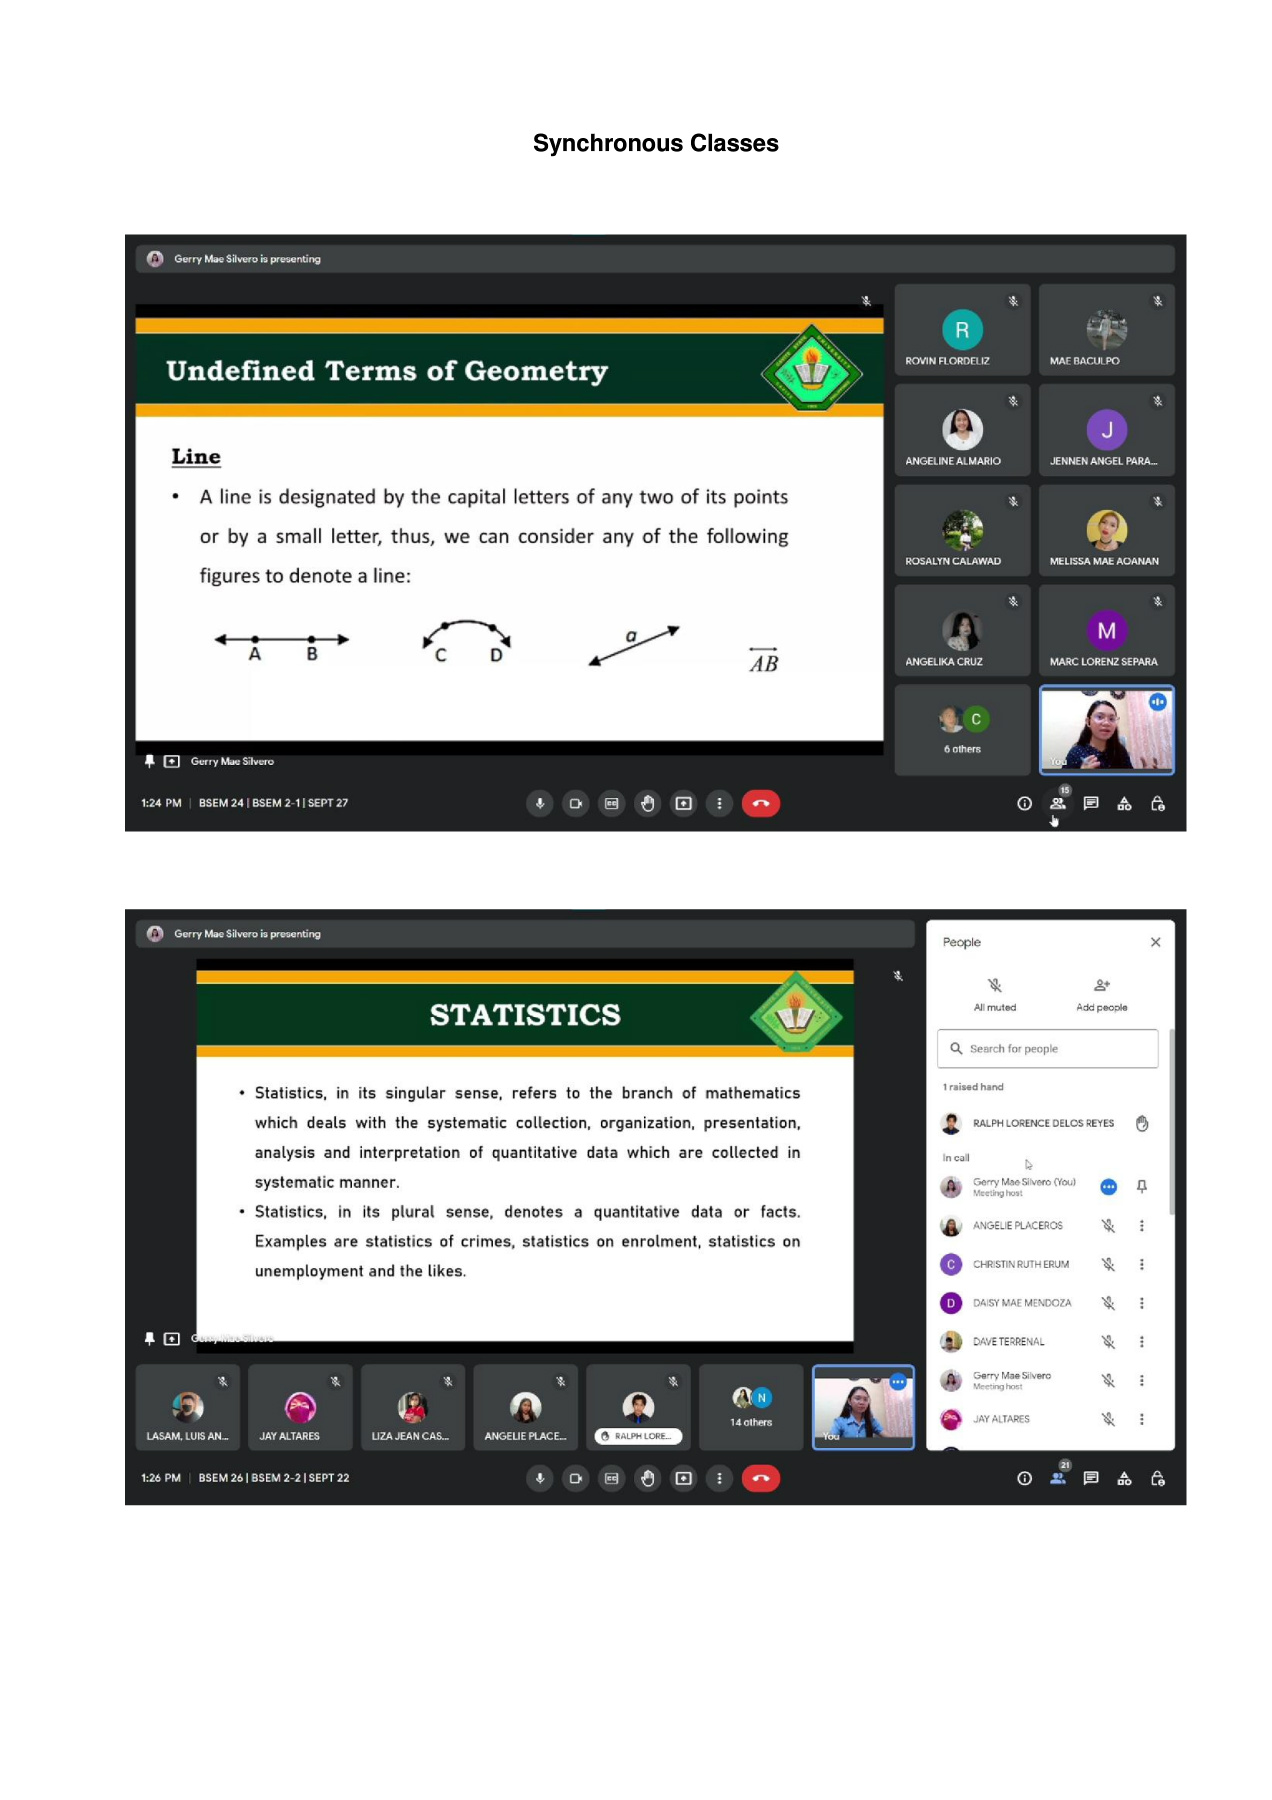 Synchronous Classes
Gerry Mae Silvero is presenting
Undefined Terms of Geometry
Line
• A line is designated by the capital letters of any two of its points
or by a small letter, thus, we can consider any of the following
figures to denote a line:
A B
C D
a
AB
Gerry Mae Silvero
R
ROVIN FLORDELIZ
MAE BACULPO
ANGELINE ALMARIO
J
JENNEN ANGEL PARA...
ROSALYN CALAWAD
MELISSA MAE AOANAN
ANGELIKA CRUZ
M
MARC LORENZ SEPARA
C
6 others
You
1:24 PM | BSEM 24 | BSEM 2-1 | SEPT 27
15
Gerry Mae Silvero is presenting
STATISTICS
• Statistics, in its singular sense, refers to the branch of mathematics
which deals with the systematic collection, organization, presentation,
analysis and interpretation of quantitative data which are collected in
systematic manner.
• Statistics, in its plural sense, denotes a quantitative data or facts.
Examples are statistics of crimes, statistics on enrolment, statistics on
unemployment and the likes.
Gerry Mae Silvero
LASAM, LUIS AN...
JAY ALTARES
LIZA JEAN CAS...
ANGELIE PLACE...
RALPH LORE...
N
14 others
You
1:26 PM | BSEM 26 | BSEM 2-2 | SEPT 22
21
People
All muted
Add people
Search for people
1 raised hand
RALPH LORENCE DELOS REYES
In call
Gerry Mae Silvero (You)
Meeting host
ANGELIE PLACEROS
C
CHRISTIN RUTH ERUM
D
DAISY MAE MENDOZA
DAVE TERRENAL
Gerry Mae Silvero
Meeting host
JAY ALTARES